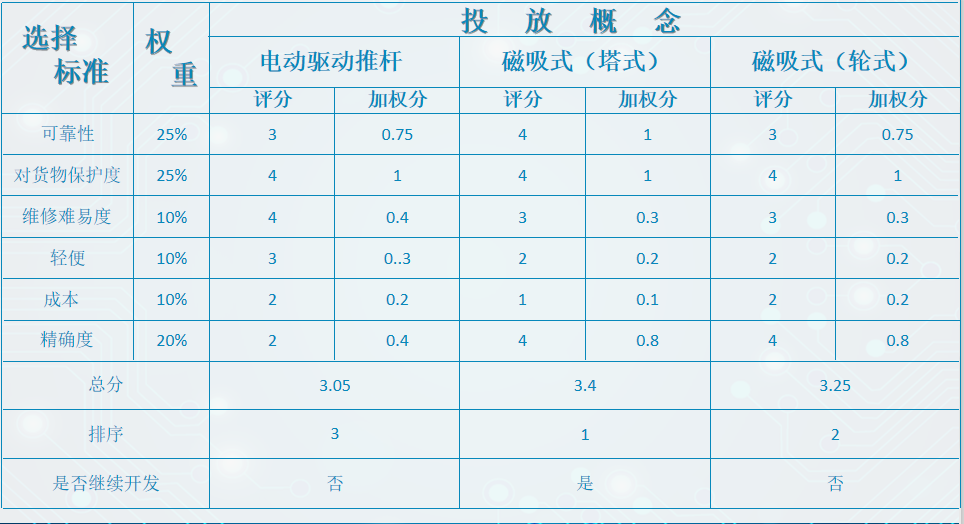 选择
标准
权
重
投 放 概 念
电动驱动推杆 磁吸式（塔式） 磁吸式（轮式）
评分 加权分 评分 加权分 评分 加权分
可靠性 25% 3 0.75 4 1 3 0.75
对货物保护度 25% 4 1 4 1 4 1
维修难易度 10% 4 0.4 3 0.3 3 0.3
轻便 10% 3 0..3 2 0.2 2 0.2
成本 10% 2 0.2 1 0.1 2 0.2
精确度 20% 2 0.4 4 0.8 4 0.8
总分 3.05 3.4 3.25
排序 3 1 2
是否继续开发 否 是 否